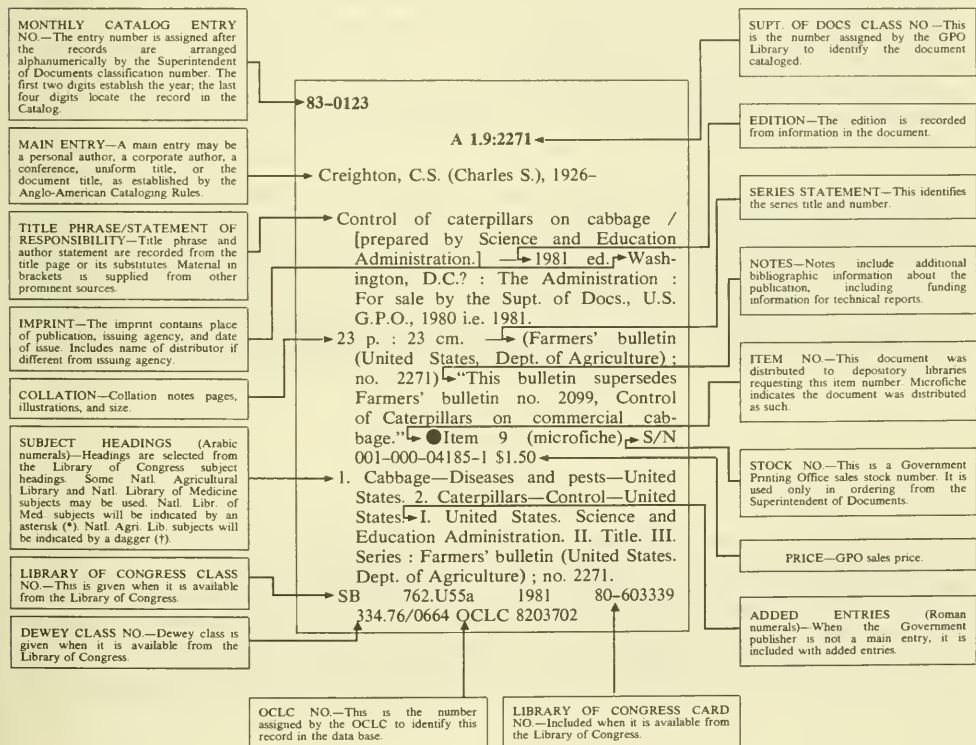 MONTHLY CATALOG ENTRY
NO.—The entry number is assigned after
the records are arranged
alphanumerically by the Superintendent
of Documents classification number. The
first two digits establish the year; the last
four digits locate the record in the
Catalog.
MAIN ENTRY—A main entry may be
a personal author, a corporate author, a
conference, uniform title, or the
document title, as established by the
Anglo-American Cataloging Rules.
TITLE PHRASE/STATEMENT OF
RESPONSIBILITY—Title phrase and
author statement are recorded from the
title page or its substitutes Material in
brackets is supplied from other
prominent sources.
IMPRINT—The imprint contains place
of publication, issuing agency, and date
of issue. Includes name of distributor if
different from issuing agency.
COLLATION—Collation notes pages,
illustrations, and size.
SUBJECT HEADINGS (Arabic
numerals)—Headings are selected from
the Library of Congress subject
headings. Some Natl. Agricultural
Library and Natl. Library of Medicine
subjects may be used. Natl. Libr. of
Med subjects will be indicated by an
asterisk (*). Natl. Agri. Lib. subjects will
be indicated by a dagger (†).
LIBRARY OF CONGRESS CLASS
NO.—This is given when it is available
from the Library of Congress.
DEWEY CLASS NO.—Dewey class is
given when it is available from the
Library of Congress.
83-0123
A 1.9:2271
Creighton, C.S. (Charles S.), 1926-
Control of caterpillars on cabbage /
[prepared by Science and Education
Administration.] — 1981 ed. Wash-
ington, D.C.? : The Administration :
For sale by the Supt. of Docs., U.S.
G.P.O., 1980 i.e. 1981.
23 p. : 23 cm. — (Farmers' bulletin
(United States, Dept. of Agriculture) ;
no. 2271) "This bulletin supersedes
Farmers' bulletin no. 2099, Control
of Caterpillars on commercial cab-
bage." ●Item 9 (microfiche) S/N
001-000-04185-1 $1.50
1. Cabbage—Diseases and pests—United
States. 2. Caterpillars—Control—United
States. I. United States. Science and
Education Administration. II. Title. III.
Series : Farmers' bulletin (United States.
Dept. of Agriculture) ; no. 2271.
SB 762.U55a 1981 80-603339
334.76/0664 OCLC 8203702
SUPT. OF DOCS CLASS NO—This
is the number assigned by the GPO
Library to identify the document
cataloged.
EDITION—The edition is recorded
from information in the document.
SERIES STATEMENT—This identifies
the series title and number.
NOTES—Notes include additional
bibliographic information about the
publication, including funding
information for technical reports.
ITEM NO.—This document was
distributed to depository libraries
requesting this item number. Microfiche
indicates the document was distributed
as such.
STOCK NO.—This is a Government
Printing Office sales stock number. It is
used only in ordering from the
Superintendent of Documents.
PRICE—GPO sales price.
ADDED ENTRIES (Roman
numerals)—When the Government
publisher is not a main entry, it is
included with added entries.
OCLC NO.—This is the number
assigned by the OCLC to identify this
record in the data base.
LIBRARY OF CONGRESS CARD
NO.—Included when it is available from
the Library of Congress.